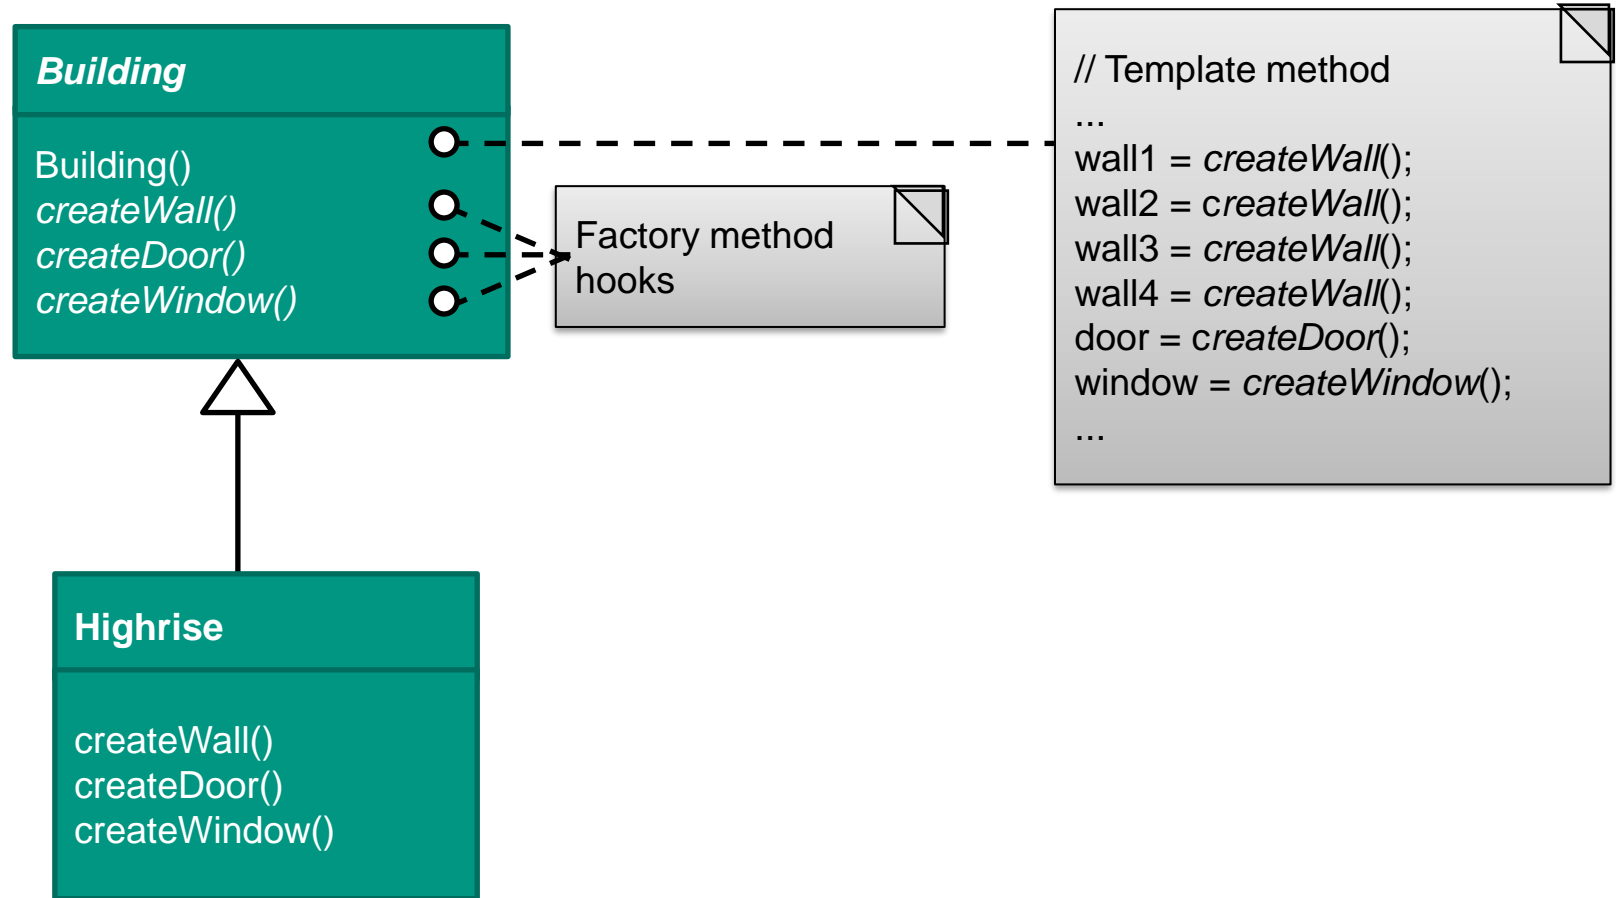 Building
Building()
createWall()
createDoor()
createWindow()
Factory method
hooks
// Template method
...
wall1 = createWall();
wall2 = createWall();
wall3 = createWall();
wall4 = createWall();
door = createDoor();
window = createWindow();
...
Highrise
createWall()
createDoor()
createWindow()